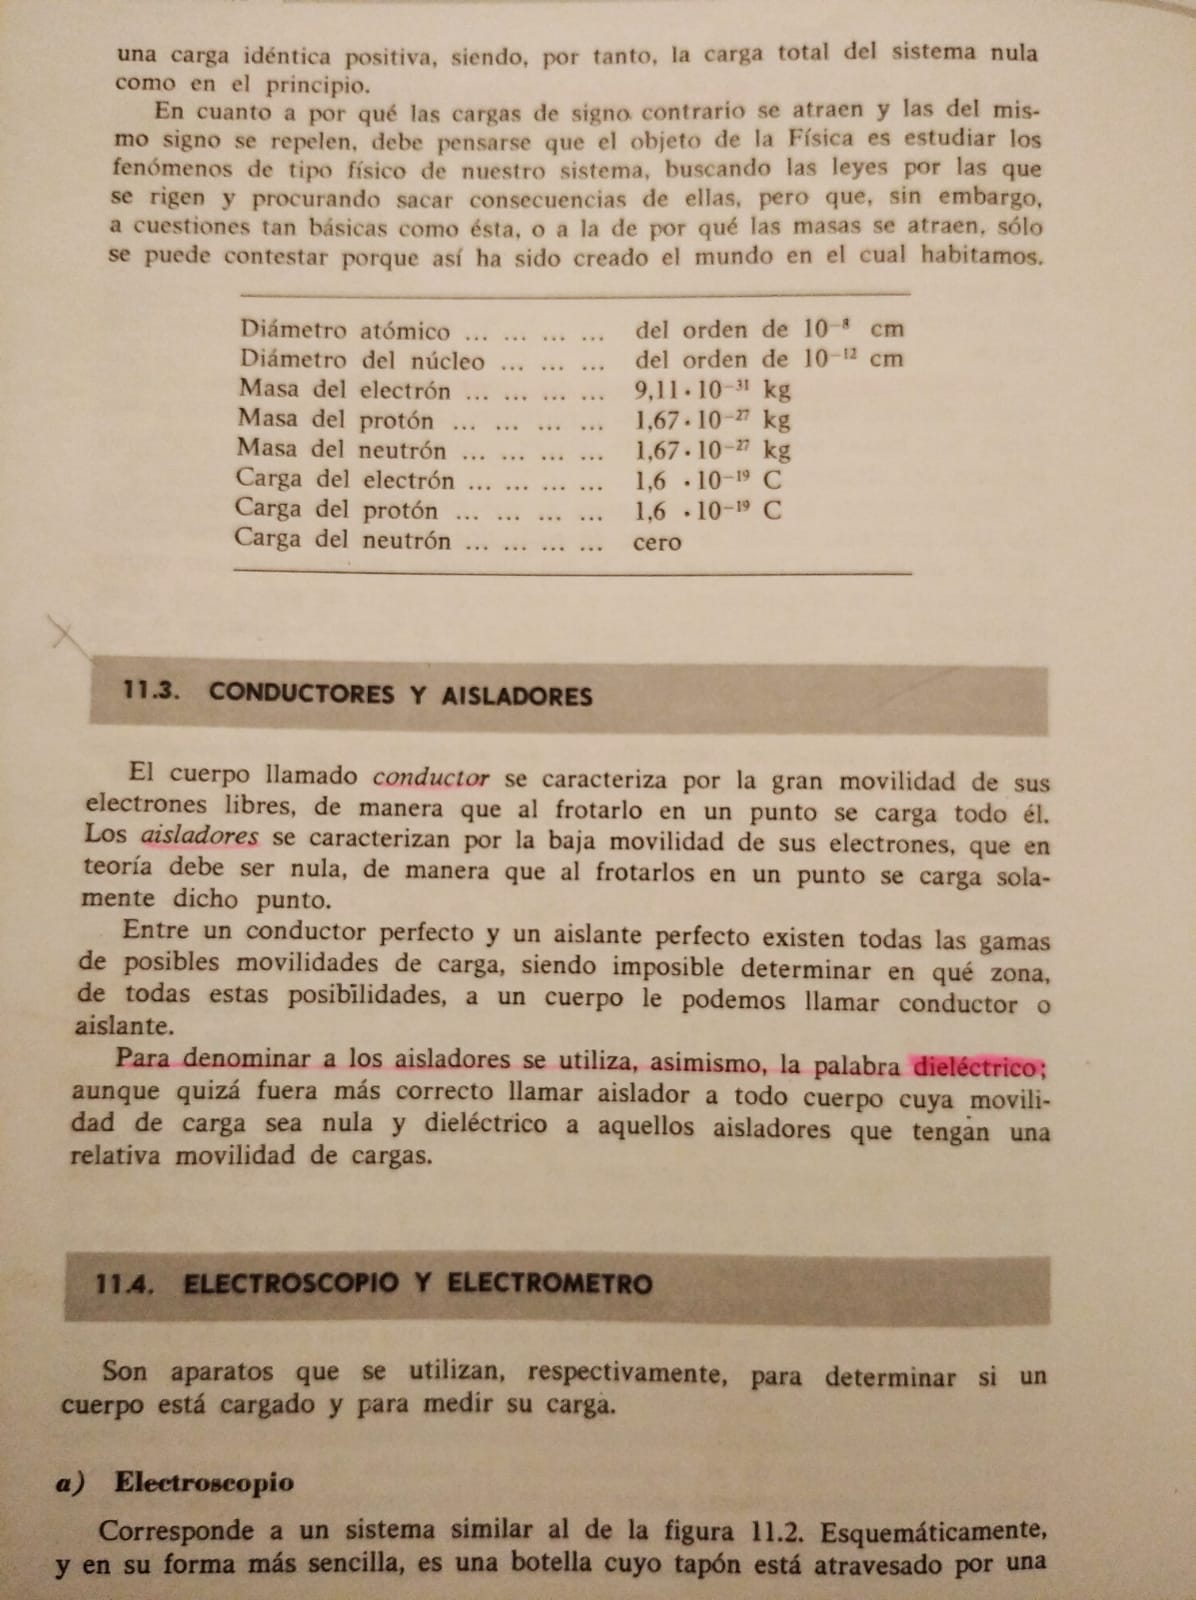 una carga idéntica positiva, siendo, por tanto, la carga total del sistema nula
como en el principio.
En cuanto a por qué las cargas de signo contrario se atraen y las del mis-
mo signo se repelen, debe pensarse que el objeto de la Física es estudiar los
fenómenos de tipo físico de nuestro sistema, buscando las leyes por las que
se rigen y procurando sacar consecuencias de ellas, pero que, sin embargo,
a cuestiones tan básicas como ésta, o a la de por qué las masas se atraen, sólo
se puede contestar porque así ha sido creado el mundo en el cual habitamos.
Diámetro atómico ... ... ... ... del orden de 10⁻⁸ cm
Diámetro del núcleo ... ... ... del orden de 10⁻¹² cm
Masa del electrón ... ... ... ... 9,11 · 10⁻³¹ kg
Masa del protón ... ... ... ... 1,67 · 10⁻²⁷ kg
Masa del neutrón ... ... ... ... 1,67 · 10⁻²⁷ kg
Carga del electrón ... ... ... ... 1,6 · 10⁻¹⁹ C
Carga del protón ... ... ... ... 1,6 · 10⁻¹⁹ C
Carga del neutrón ... ... ... ... cero
11.3. CONDUCTORES Y AISLADORES
El cuerpo llamado conductor se caracteriza por la gran movilidad de sus
electrones libres, de manera que al frotarlo en un punto se carga todo él.
Los aisladores se caracterizan por la baja movilidad de sus electrones, que en
teoría debe ser nula, de manera que al frotarlos en un punto se carga sola-
mente dicho punto.
Entre un conductor perfecto y un aislante perfecto existen todas las gamas
de posibles movilidades de carga, siendo imposible determinar en qué zona,
de todas estas posibilidades, a un cuerpo le podemos llamar conductor o
aislante.
Para denominar a los aisladores se utiliza, asimismo, la palabra dieléctrico;
aunque quizá fuera más correcto llamar aislador a todo cuerpo cuya movili-
dad de carga sea nula y dieléctrico a aquellos aisladores que tengan una
relativa movilidad de cargas.
11.4. ELECTROSCOPIO Y ELECTROMETRO
Son aparatos que se utilizan, respectivamente, para determinar si un
cuerpo está cargado y para medir su carga.
a) Electroscopio
Corresponde a un sistema similar al de la figura 11.2. Esquemáticamente,
y en su forma más sencilla, es una botella cuyo tapón está atravesado por una